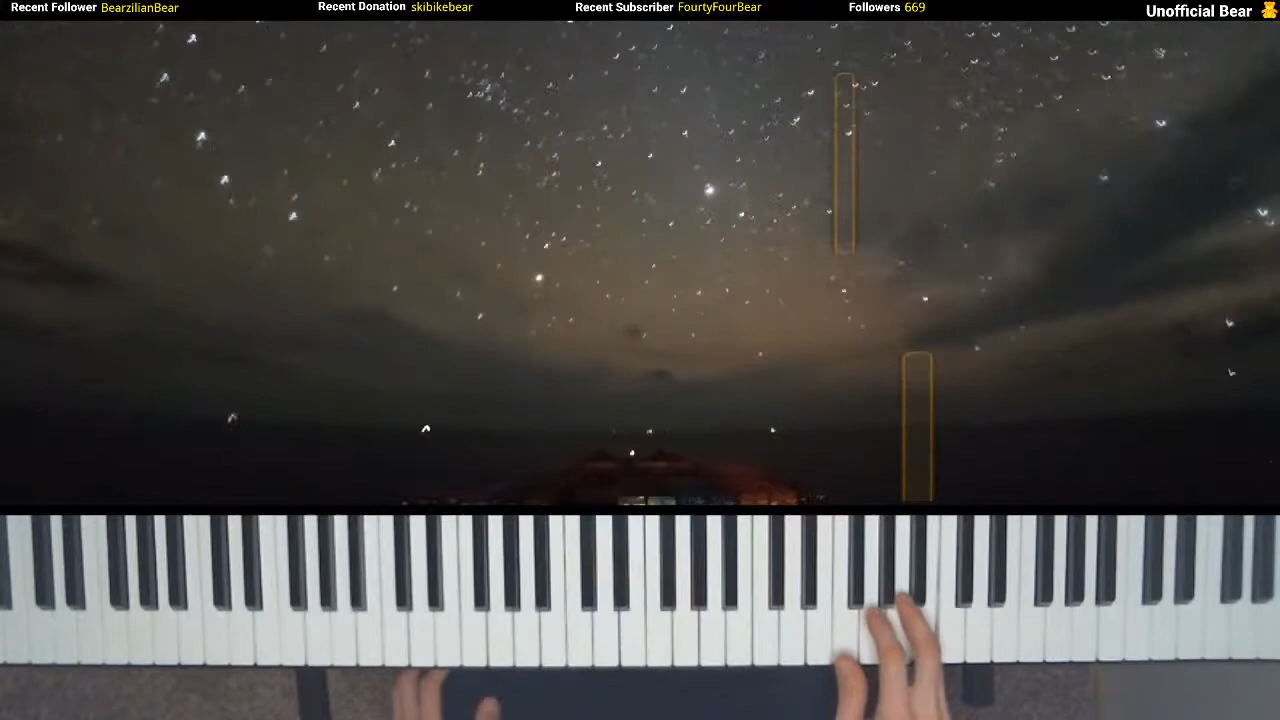 Recent Follower BearzilianBear
Recent Donation skibikebear
Recent Subscriber FourtyFourBear
Followers 669
Unofficial Bear